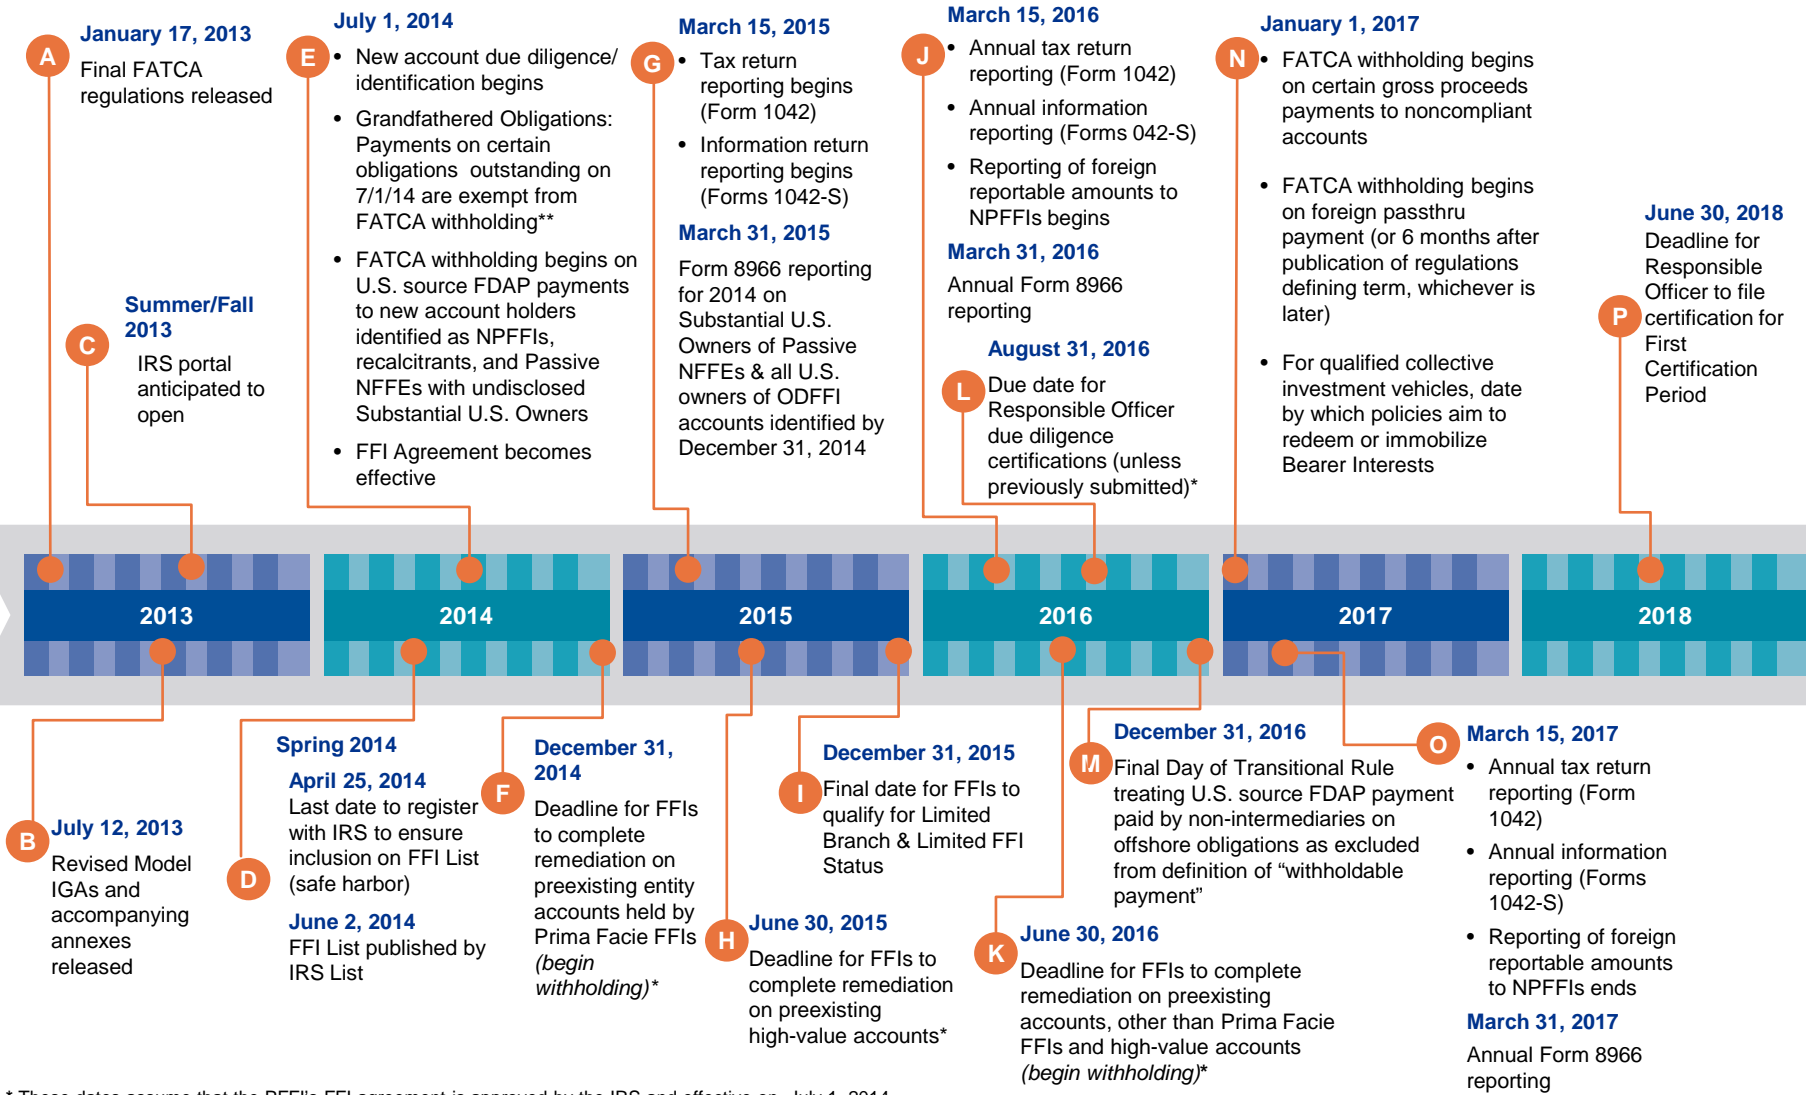 A
January 17, 2013
Final FATCA
regulations released
C
Summer/Fall
2013
IRS portal
anticipated to
open
E
July 1, 2014
• New account due diligence/
identification begins
• Grandfathered Obligations:
Payments on certain
obligations outstanding on
7/1/14 are exempt from
FATCA withholding**
• FATCA withholding begins on
U.S. source FDAP payments
to new account holders
identified as NPFFIs,
recalcitrants, and Passive
NFFEs with undisclosed
Substantial U.S. Owners
• FFI Agreement becomes
effective
G
March 15, 2015
• Tax return
reporting begins
(Form 1042)
• Information return
reporting begins
(Forms 1042-S)
March 31, 2015
Form 8966 reporting
for 2014 on
Substantial U.S.
Owners of Passive
NFFEs & all U.S.
owners of ODFFI
accounts identified by
December 31, 2014
J
March 15, 2016
• Annual tax return
reporting (Form 1042)
• Annual information
reporting (Forms 042-S)
• Reporting of foreign
reportable amounts to
NPFFIs begins
March 31, 2016
Annual Form 8966
reporting
L
August 31, 2016
Due date for
Responsible Officer
due diligence
certifications (unless
previously submitted)*
N
January 1, 2017
• FATCA withholding begins
on certain gross proceeds
payments to noncompliant
accounts
• FATCA withholding begins
on foreign passthru
payment (or 6 months after
publication of regulations
defining term, whichever is
later)
• For qualified collective
investment vehicles, date
by which policies aim to
redeem or immobilize
Bearer Interests
P
June 30, 2018
Deadline for
Responsible
Officer to file
certification for
First
Certification
Period
2013
2014
2015
2016
2017
2018
B
July 12, 2013
Revised Model
IGAs and
accompanying
annexes
released
D
Spring 2014
April 25, 2014
Last date to register
with IRS to ensure
inclusion on FFI List
(safe harbor)
June 2, 2014
FFI List published by
IRS List
F
December 31,
2014
Deadline for FFIs
to complete
remediation on
preexisting entity
accounts held by
Prima Facie FFIs
(begin
withholding)*
H
June 30, 2015
Deadline for FFIs to
complete remediation
on preexisting
high-value accounts*
I
December 31, 2015
Final date for FFIs to
qualify for Limited
Branch & Limited FFI
Status
K
June 30, 2016
Deadline for FFIs to complete
remediation on preexisting
accounts, other than Prima Facie
FFIs and high-value accounts
(begin withholding)*
M
December 31, 2016
Final Day of Transitional Rule
treating U.S. source FDAP payment
paid by non-intermediaries on
offshore obligations as excluded
from definition of “withholdable
payment”
O
March 15, 2017
• Annual tax return
reporting (Form
1042)
• Annual information
reporting (Forms
1042-S)
• Reporting of foreign
reportable amounts
to NPFFIs ends
March 31, 2017
Annual Form 8966
reporting
* These dates assume that the PFFI's FFI agreement is approved by the IRS and effective on July 1, 2014